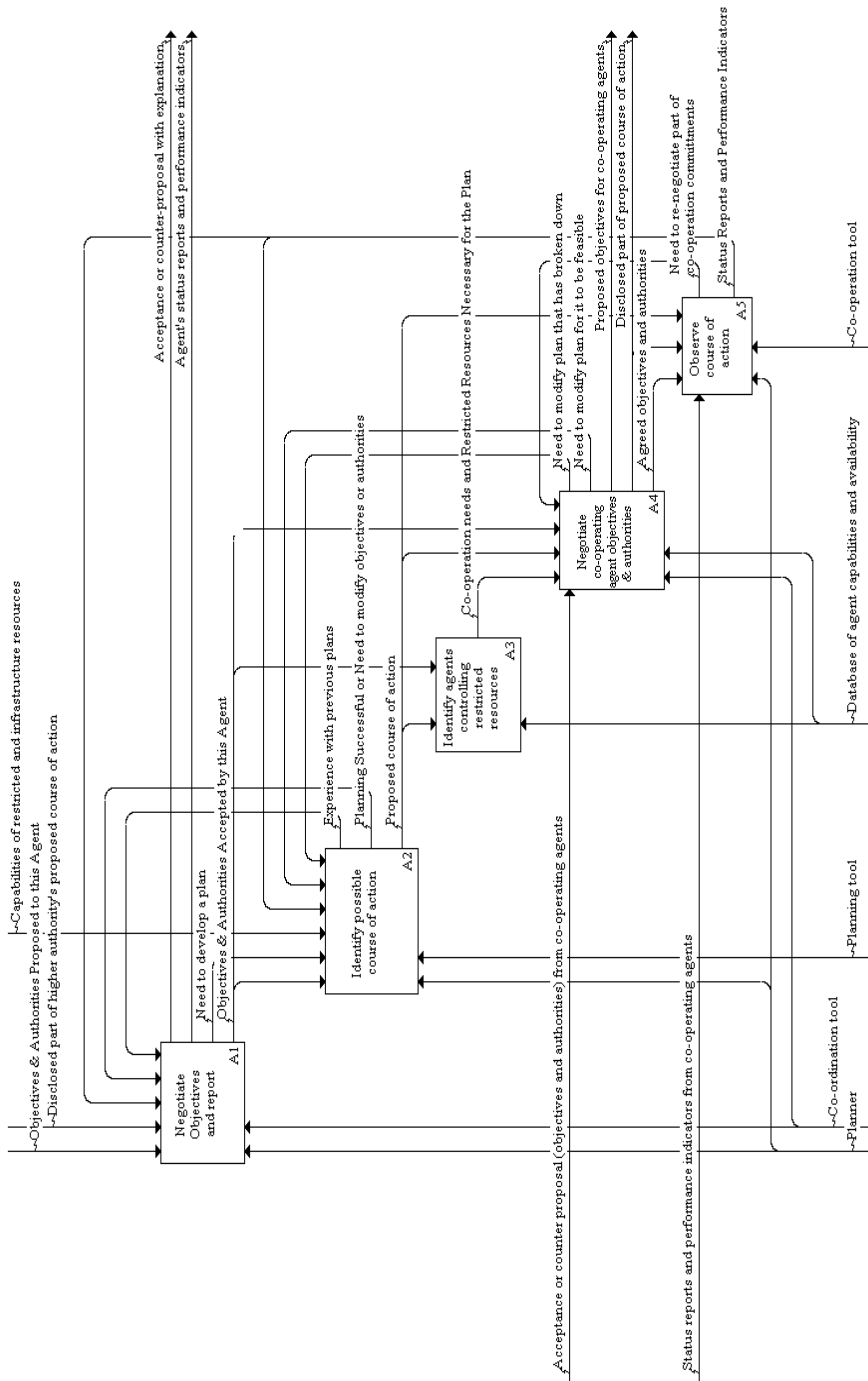 Capabilities of restricted and infrastructure resources
Objectives & Authorities Proposed to this Agent
Disclosed part of higher authority's proposed course of action
Acceptance or counter-proposal with explanation
Agent's status reports and performance indicators
Need to develop a plan
Objectives & Authorities Accepted by this Agent
Negotiate
Objectives
and report
A1
Experience with previous plans
Planning Successful or Need to modify objectives or authorities
Proposed course of action
Identify possible
course of action
A2
Co-operation needs and Restricted Resources Necessary for the Plan
Identify agents
controlling
restricted
resources
A3
Need to modify plan that has broken down
Need to modify plan for it to be feasible
Proposed objectives for co-operating agents
Disclosed part of proposed course of action
Agreed objectives and authorities
Negotiate
co-operating
agent objectives
& authorities
A4
Need to re-negotiate part of
co-operation committments
Status Reports and Performance Indicators
Observe
course of
action
A5
Acceptance or counter proposal (objectives and authorities) from co-operating agents
Status reports and performance indicators from co-operating agents
Planner
Co-ordination tool
Planning tool
Database of agent capabilities and availability
Co-operation tool